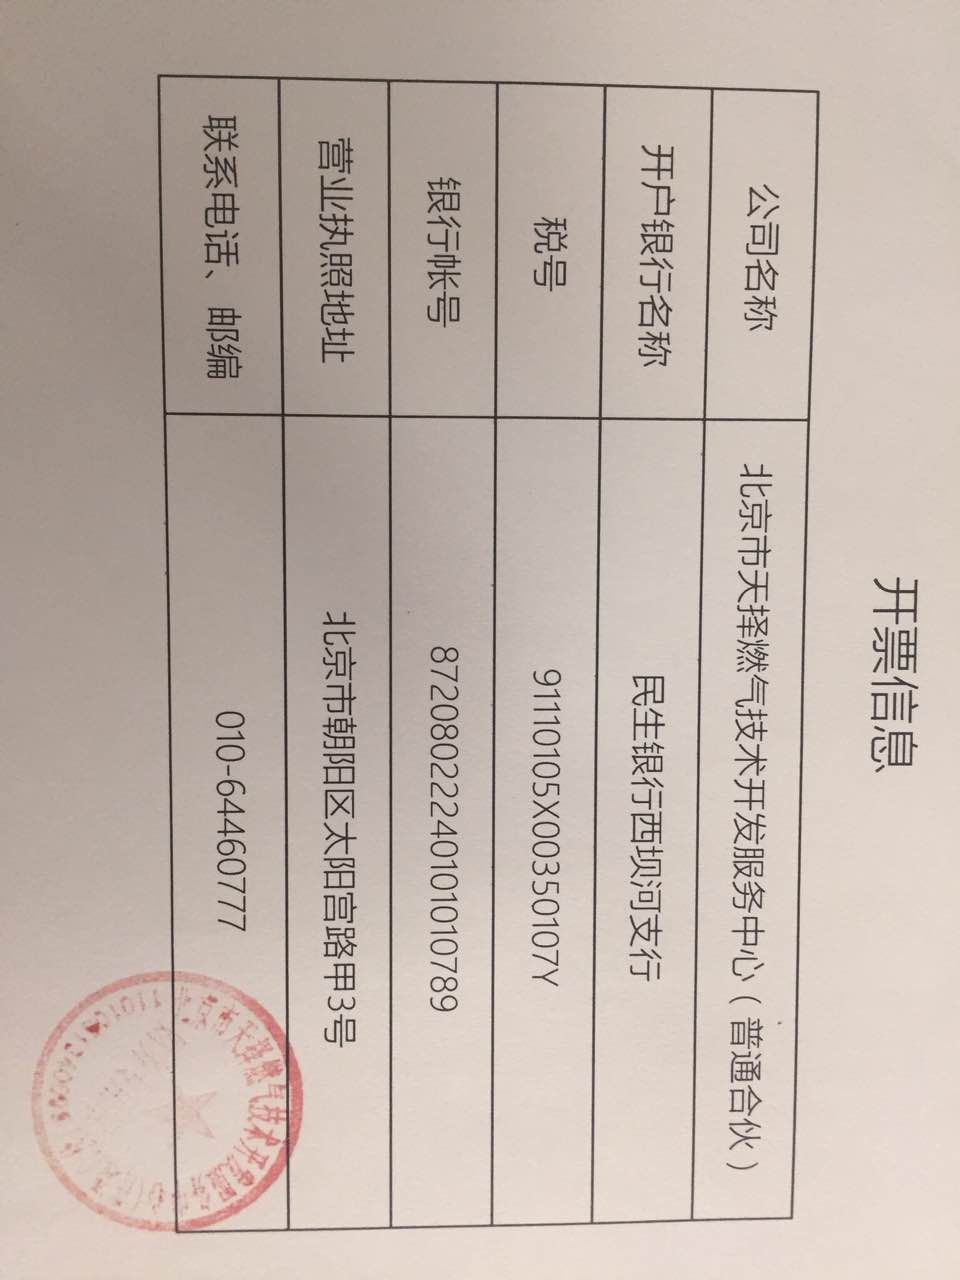 开票信息
公司名称 北京市天择燃气技术开发服务中心（普通合伙）
开户银行名称 民生银行西坝河支行
税号 91110105X00350107Y
银行帐号 8720802224010101010789
营业执照地址 北京市朝阳区太阳宫路甲3号
联系电话、邮编 010-64460777
北京市天择燃气技术开发服务中心